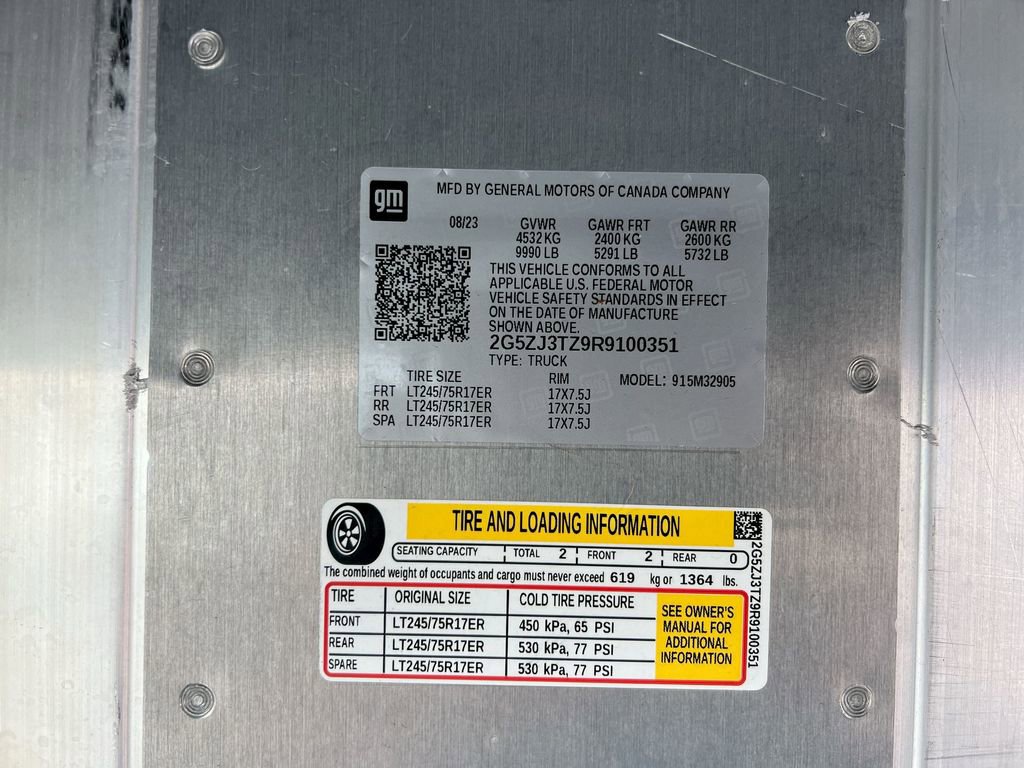 gm
MFD BY GENERAL MOTORS OF CANADA COMPANY
08/23 GVWR GAWR FRT GAWR RR
4532 KG 2400 KG 2600 KG
9990 LB 5291 LB 5732 LB
THIS VEHICLE CONFORMS TO ALL
APPLICABLE U.S. FEDERAL MOTOR
VEHICLE SAFETY STANDARDS IN EFFECT
ON THE DATE OF MANUFACTURE
SHOWN ABOVE.
2G5ZJ3TZ9R9100351
TYPE: TRUCK
TIRE SIZE RIM MODEL: 915M32905
FRT LT245/75R17ER 17X7.5J
RR LT245/75R17ER 17X7.5J
SPA LT245/75R17ER 17X7.5J
TIRE AND LOADING INFORMATION
SEATING CAPACITY TOTAL 2 FRONT 2 REAR 0
The combined weight of occupants and cargo must never exceed 619 kg or 1364 lbs.
TIRE ORIGINAL SIZE COLD TIRE PRESSURE
FRONT LT245/75R17ER 450 kPa, 65 PSI
REAR LT245/75R17ER 530 kPa, 77 PSI
SPARE LT245/75R17ER 530 kPa, 77 PSI
SEE OWNER'S
MANUAL FOR
ADDITIONAL
INFORMATION
2G5ZJ3TZ9R9100351